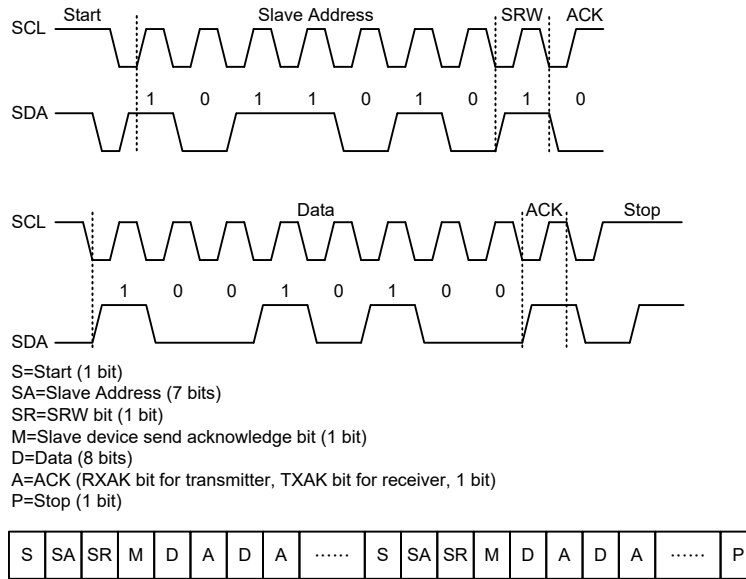 Start Slave Address SRW ACK
SCL
1 0 1 1 0 1 0 1 0
SDA
Data ACK Stop
SCL
1 0 0 1 0 1 0 0
SDA
S=Start (1 bit)
SA=Slave Address (7 bits)
SR=SRW bit (1 bit)
M=Slave device send acknowledge bit (1 bit)
D=Data (8 bits)
A=ACK (RXAK bit for transmitter, TXAK bit for receiver, 1 bit)
P=Stop (1 bit)
S SA SR M D A D A ······ S SA SR M D A D A ······ P